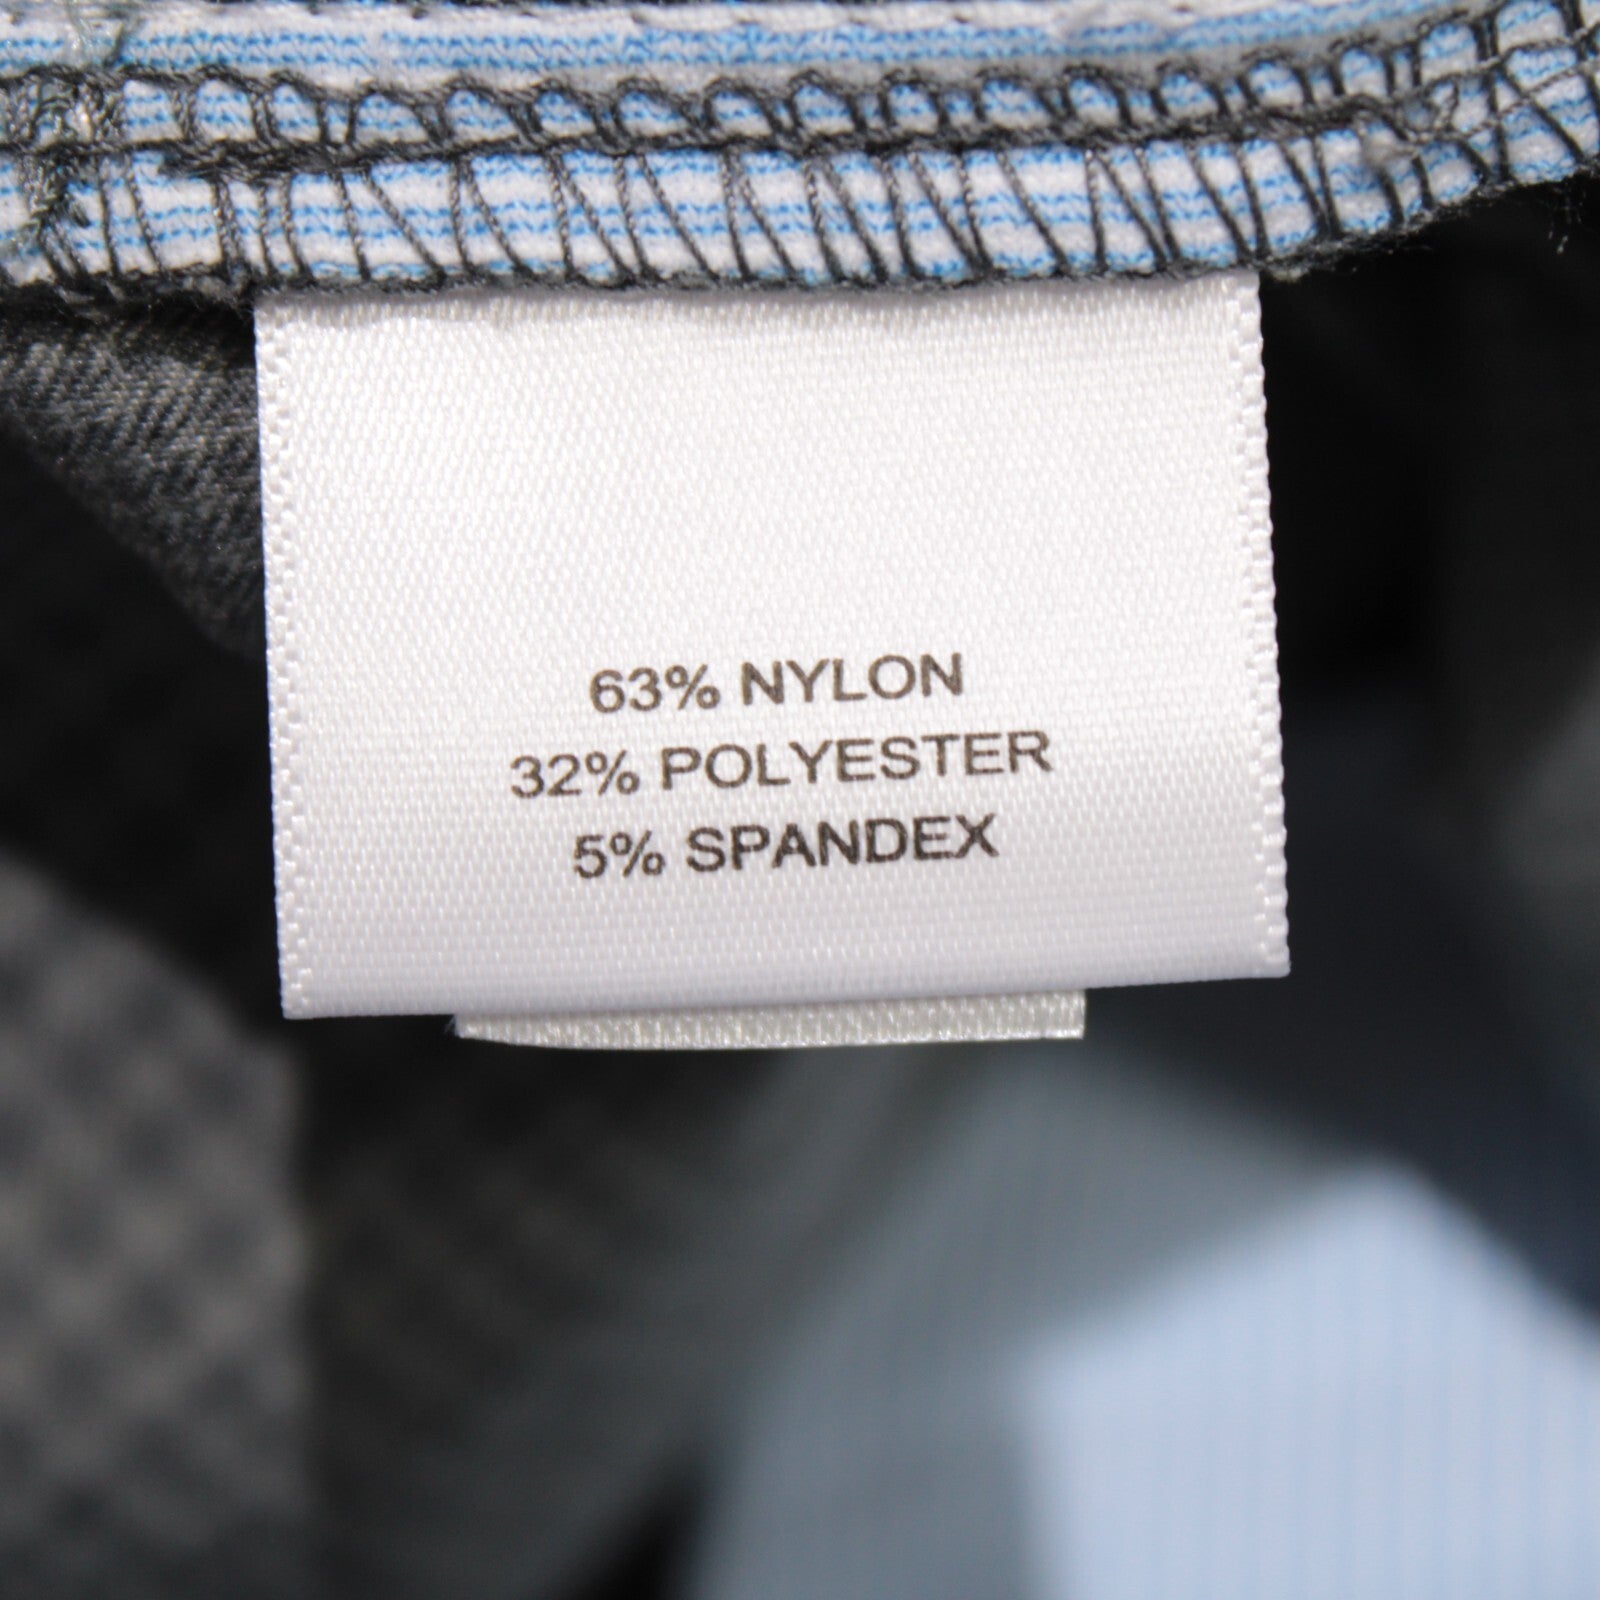 63% NYLON
32% POLYESTER
5% SPANDEX